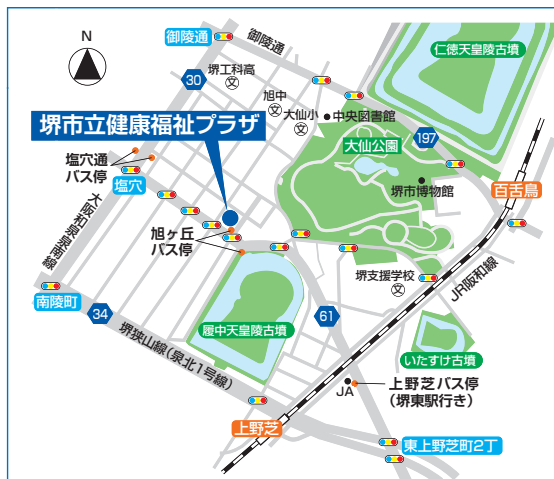 御陵通
御陵通
仁徳天皇陵古墳
N
30
堺工科高
文
旭中
文
大仙小
文
中央図書館
堺市立健康福祉プラザ
大仙公園
197
塩穴通
バス停
塩穴
堺市博物館
百舌鳥
大阪和泉泉南線
旭ヶ丘
バス停
堺支援学校
文
JR阪和線
南陵町
34
履中天皇陵古墳
61
いたすけ古墳
堺狭山線(泉北1号線)
JA
上野芝バス停
(堺東駅行き)
上野芝
東上野芝町2丁